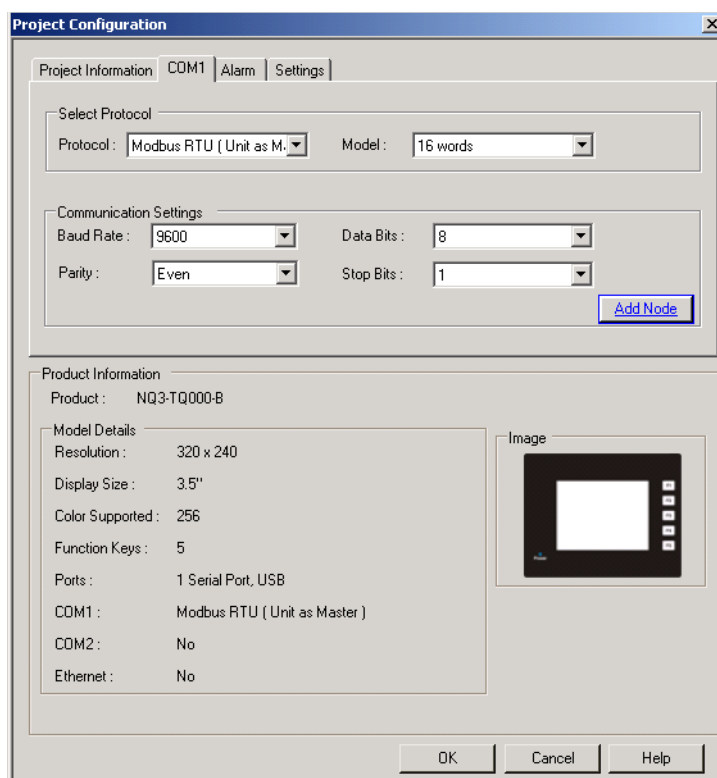 Project Configuration
Project Information COM1 Alarm Settings
Select Protocol
Protocol : Modbus RTU ( Unit as M. Model : 16 words
Communication Settings
Baud Rate : 9600 Data Bits : 8
Parity : Even Stop Bits : 1
Add Node
Product Information
Product : NQ3-TQ000-B
Model Details
Image
Resolution : 320 x 240
Display Size : 3.5''
Color Supported : 256
Function Keys : 5
Ports : 1 Serial Port, USB
COM1 : Modbus RTU ( Unit as Master )
COM2 : No
Ethernet : No
OK Cancel Help